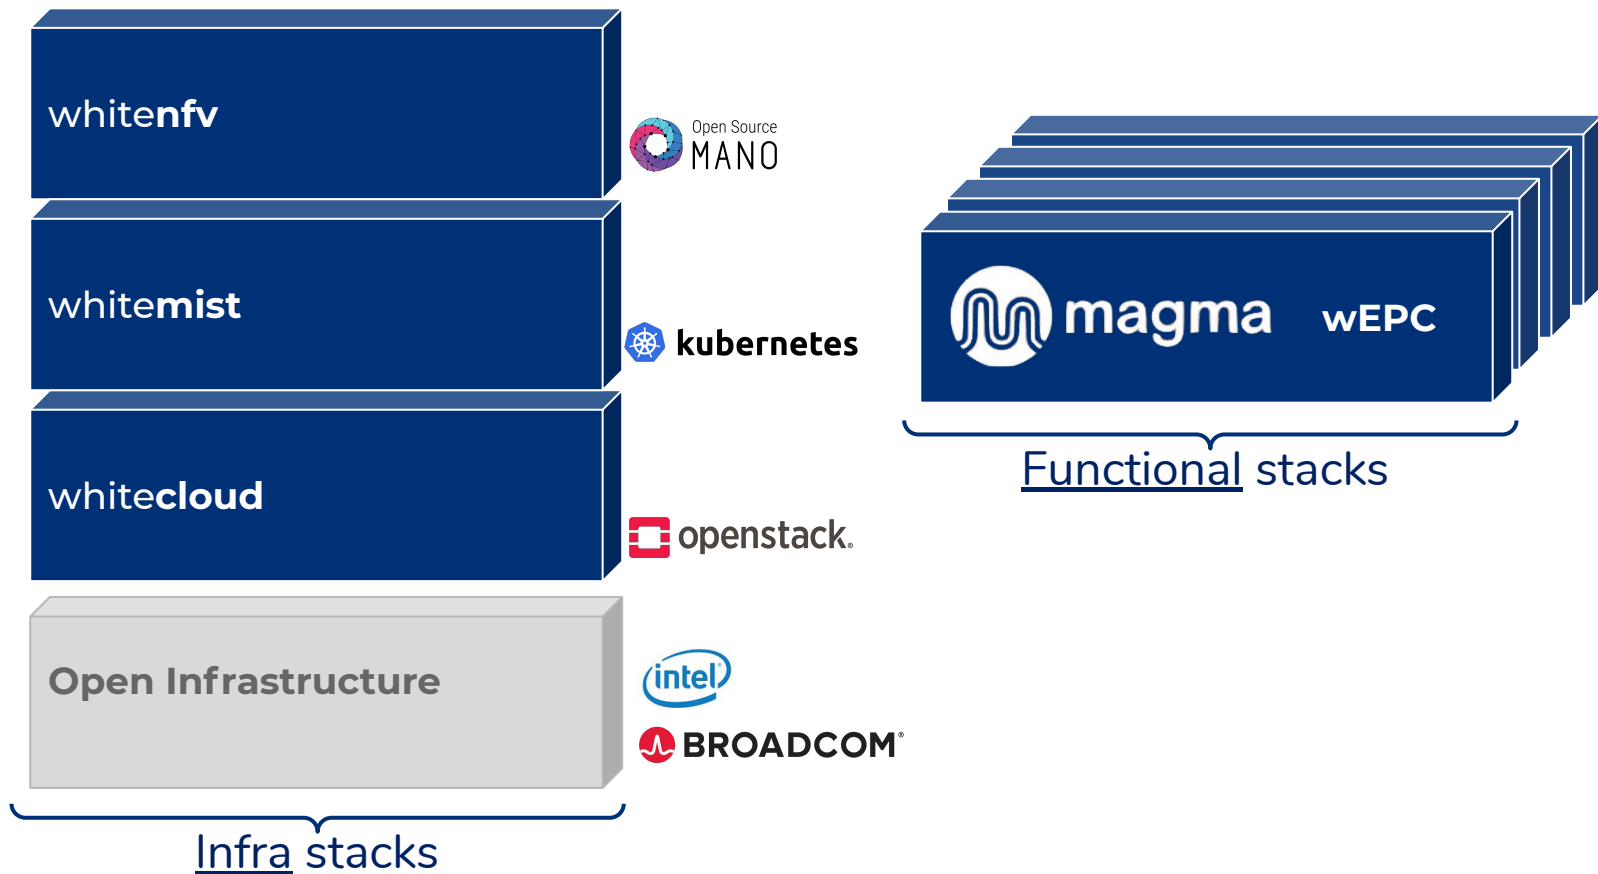 whitenfv
Open Source
MANO
whitemist
kubernetes
whitecloud
openstack®
Open Infrastructure
intel®
BROADCOM®
Infra stacks
magma wEPC
Functional stacks